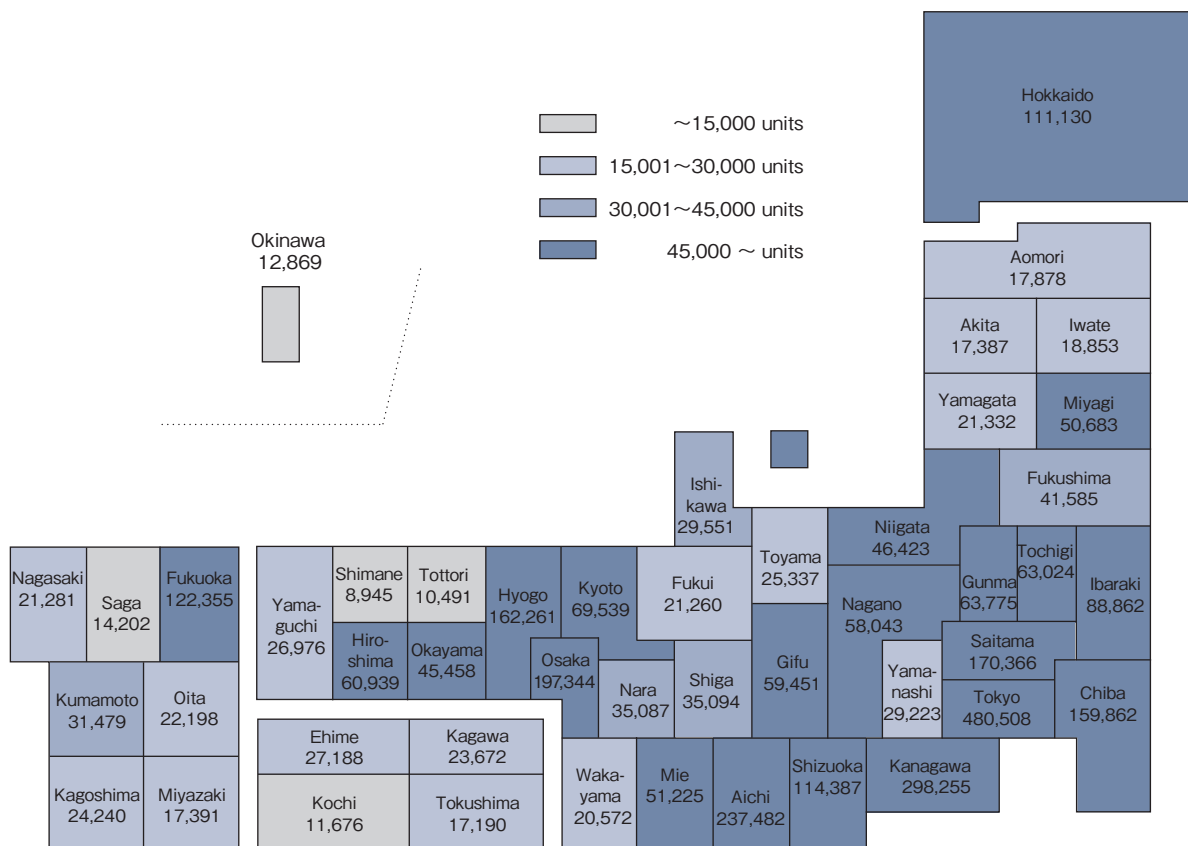 Hokkaido
111,130
~15,000 units
15,001~30,000 units
30,001~45,000 units
45,000 ~ units
Okinawa
12,869
Aomori
17,878
Akita
17,387
Iwate
18,853
Yamagata
21,332
Miyagi
50,683
Fukushima
41,585
Ishi-
kawa
29,551
Niigata
46,423
Toyama
25,337
Tochigi
63,024
Gunma
63,775
Ibaraki
88,862
Nagasaki
21,281
Saga
14,202
Fukuoka
122,355
Yama-
guchi
26,976
Shimane
8,945
Tottori
10,491
Hyogo
162,261
Kyoto
69,539
Fukui
21,260
Nagano
58,043
Hiro-
shima
60,939
Okayama
45,458
Osaka
197,344
Nara
35,087
Shiga
35,094
Gifu
59,451
Yama-
nashi
29,223
Saitama
170,366
Tokyo
480,508
Chiba
159,862
Kumamoto
31,479
Oita
22,198
Ehime
27,188
Kagawa
23,672
Kagoshima
24,240
Miyazaki
17,391
Kochi
11,676
Tokushima
17,190
Waka-
yama
20,572
Mie
51,225
Aichi
237,482
Shizuoka
114,387
Kanagawa
298,255